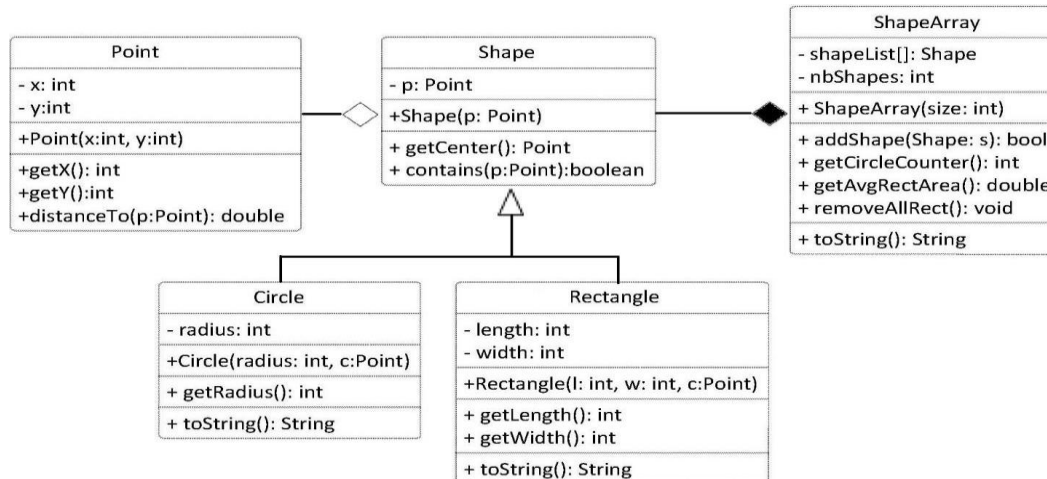 Point
- x: int
- y:int
+Point(x:int, y:int)
+getX(): int
+getY():int
+distanceTo(p:Point): double
Shape
- p: Point
+Shape(p: Point)
+ getCenter(): Point
+ contains(p:Point):boolean
ShapeArray
- shapeList[]: Shape
- nbShapes: int
+ ShapeArray(size: int)
+ addShape(Shape: s): bool
+ getCircleCounter(): int
+ getAvgRectArea(): double
+ removeAllRect(): void
+ toString(): String
Circle
- radius: int
+Circle(radius: int, c:Point)
+ getRadius(): int
+ toString(): String
Rectangle
- length: int
- width: int
+Rectangle(l: int, w: int, c:Point)
+ getLength(): int
+ getWidth(): int
+ toString(): String